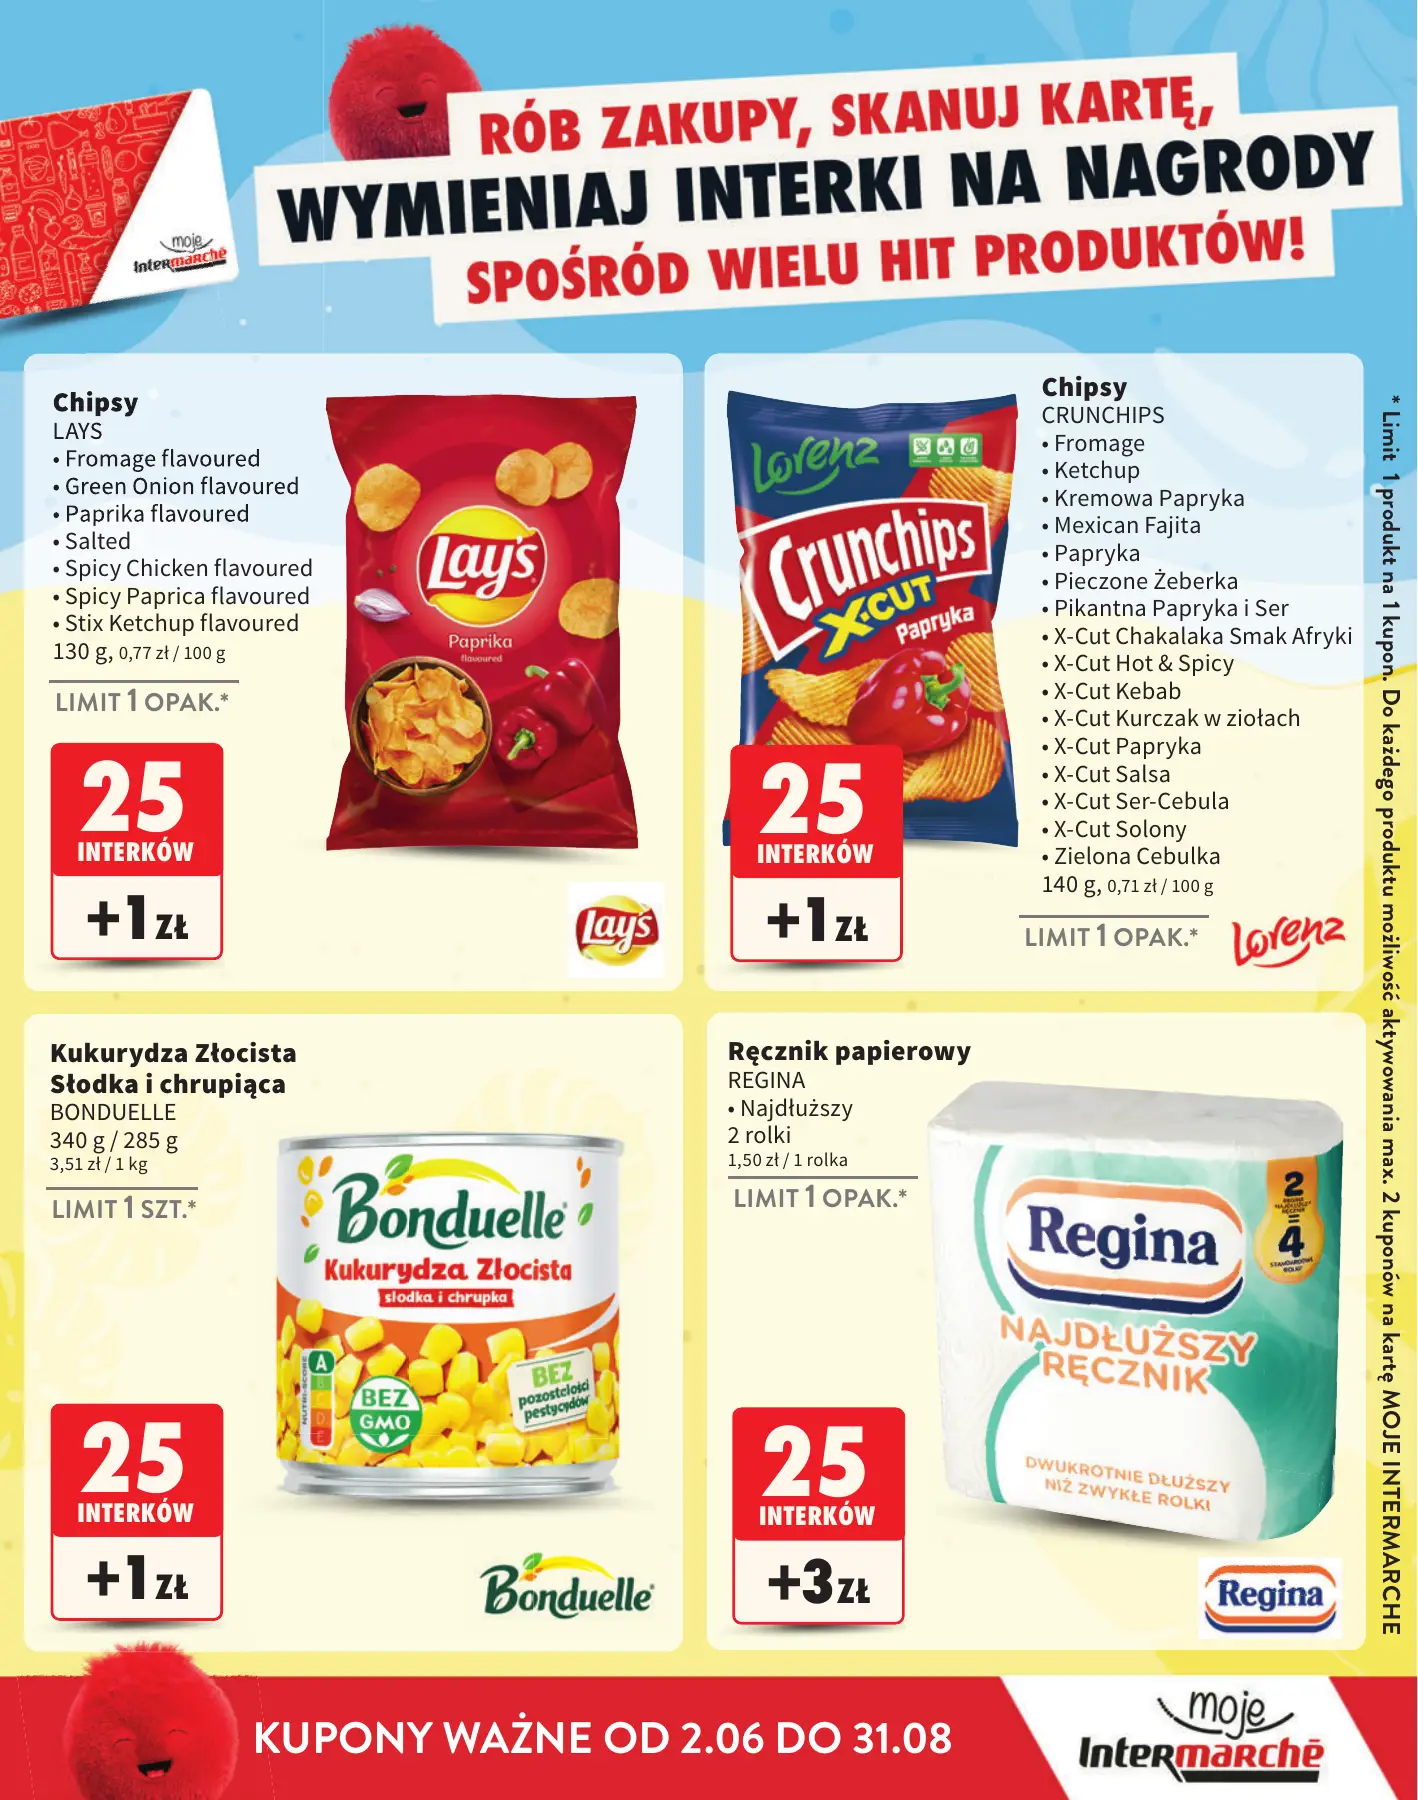 RÓB ZAKUPY, SKANUJ KARTĘ,
WYMIENIAJ INTERKI NA NAGRODY
SPOŚRÓD WIELU HIT PRODUKTÓW!
moje
Intermarchē
Chipsy
LAYS
• Fromage flavoured
• Green Onion flavoured
• Paprika flavoured
• Salted
• Spicy Chicken flavoured
• Spicy Paprica flavoured
• Stix Ketchup flavoured
130 g, 0,77 zł / 100 g
LIMIT 1 OPAK.*
25
INTERKÓW
+1 ZŁ
Lay's
Paprika
flavoured
Lay's
Chipsy
CRUNCHIPS
• Fromage
• Ketchup
• Kremowa Papryka
• Mexican Fajita
• Papryka
• Pieczone Żeberka
• Pikantna Papryka i Ser
• X-Cut Chakalaka Smak Afryki
• X-Cut Hot & Spicy
• X-Cut Kebab
• X-Cut Kurczak w ziołach
• X-Cut Papryka
• X-Cut Salsa
• X-Cut Ser-Cebula
• X-Cut Solony
• Zielona Cebulka
140 g, 0,71 zł / 100 g
LIMIT 1 OPAK.*
Lorenz
Crunchips
X-CUT
Papryka
25
INTERKÓW
+1 ZŁ
Lorenz
Kukurydza Złocista
Słodka i chrupiąca
BONDUELLE
340 g / 285 g
3,51 zł / 1 kg
LIMIT 1 SZT.*
Bonduelle
Kukurydza Złocista
słodka i chrupka
NUTRI-SCORE
A
B
D
E
BEZ
GMO
BEZ
pozostałości
pestycydów
25
INTERKÓW
+1 ZŁ
Bonduelle
Ręcznik papierowy
REGINA
• Najdłuższy
2 rolki
1,50 zł / 1 rolka
LIMIT 1 OPAK.*
Regina
2
REGINA
NAJDŁUŻSZY
RĘCZNIK
=
4
STANDARDOWE
ROLKI
NAJDŁUŻSZY
RĘCZNIK
DWUKROTNIE DŁUŻSZY
NIŻ ZWYKŁE ROLKI
25
INTERKÓW
+3 ZŁ
Regina
* Limit 1 produkt na 1 kupon. Do każdego produktu możliwość aktywowania max. 2 kuponów na kartę MOJE INTERMARCHE
KUPONY WAŻNE OD 2.06 DO 31.08
moje
Intermarchē